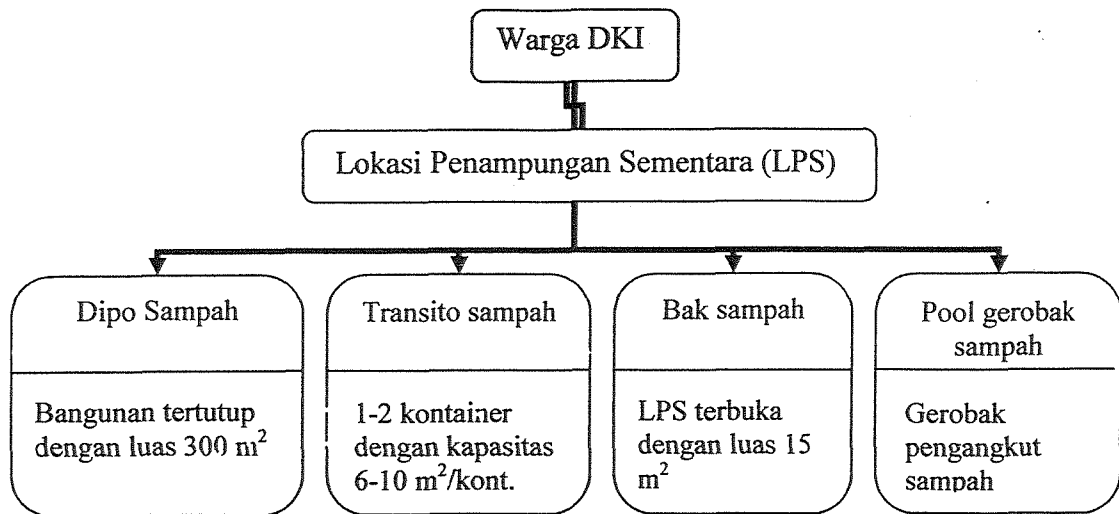 Warga DKI
Lokasi Penampungan Sementara (LPS)
Dipo Sampah
Bangunan tertutup
dengan luas 300 m²
Transito sampah
1-2 kontainer
dengan kapasitas
6-10 m²/kont.
Bak sampah
LPS terbuka
dengan luas 15
m²
Pool gerobak
sampah
Gerobak
pengangkut
sampah